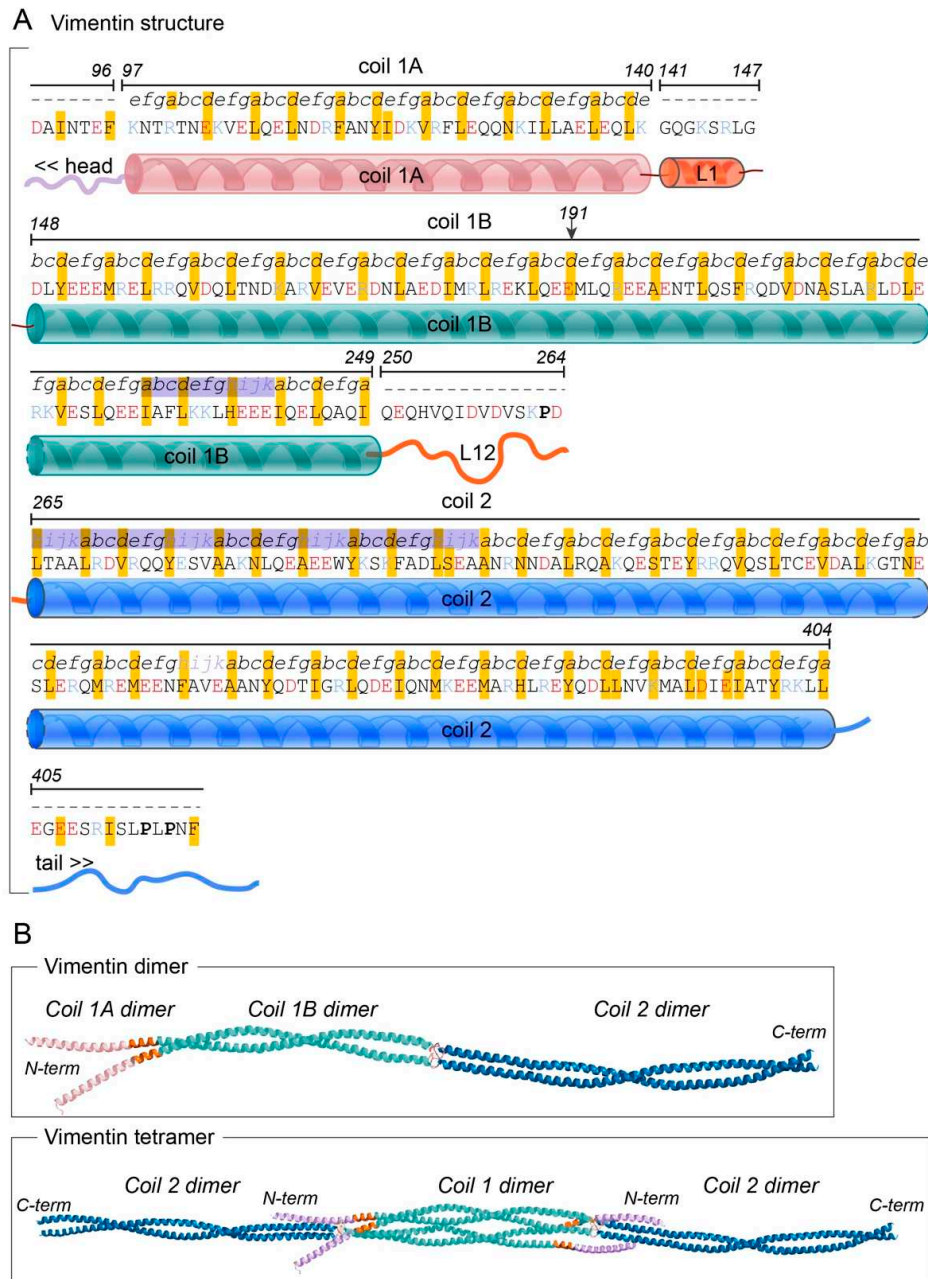 A Vimentin structure
96 97 coil 1A 140 141 147
efgabcdefgabcdefgabcdefgabcdefgabcdefgabcde
DAINTEF KNTRTNEKVELQELNDRFANYIDKVRFLEQQNKILLAELEQLK GQGKSRLG
<< head coil 1A L1
148 coil 1B 191
bcdefgabcdefgabcdefgabcdefgabcdefgabcdefgabcdefgabcdefgabcdefgabcdefgabcde
DLYEEEMRELRRQVDQLTNDKARVEVERDNLAEDIMRLREKLQEEMLQREEAENTLQSFRQDVDNASLARLDLE
coil 1B
249 250 264
fgabcdefgabcdefghijkabcdefga
RKVESLQEEIAFLKKLHEEEIQELQAQI QEQHVQIDVDVSKPD
coil 1B L12
265 coil 2
hijkabcdefghijkabcdefghijkabcdefghijkabcdefgabcdefgabcdefgabcdefgabcdefgab
LTAALRDVRQQYESVAAKNLQEAEEWYKSKFADLSEAANRNNDALRQAKQESTEYRRQVQSLTCEVDALKGTNE
coil 2
404
cdefgabcdefghijkabcdefgabcdefgabcdefgabcdefgabcdefgabcdefgabcdefga
SLERQMREMEENFAVEAANYQDTIGRLQDEIQNMKEEMARHLREYQDLLNVKMALDIEIATYRKLL
coil 2
405
EGEESRISLPLPNF
tail >>
B
Vimentin dimer
Coil 1A dimer Coil 1B dimer Coil 2 dimer
C-term
N-term
Vimentin tetramer
Coil 2 dimer N-term Coil 1 dimer N-term Coil 2 dimer
C-term C-term